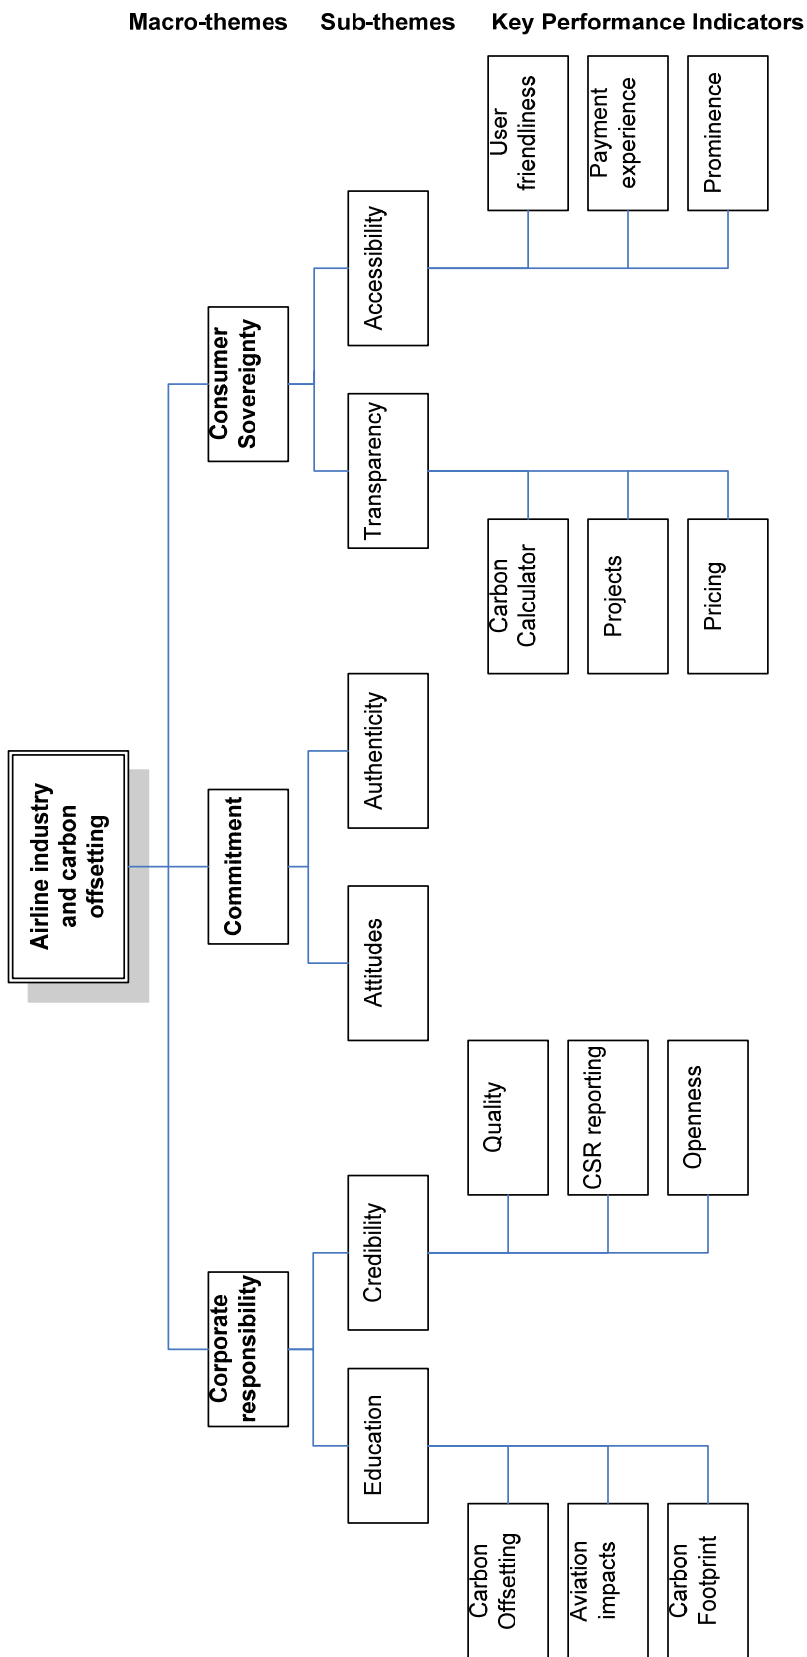 Macro-themes
Sub-themes
Key Performance Indicators
Airline industry
and carbon
offsetting
Corporate
responsibility
Commitment
Consumer
Sovereignty
Education
Credibility
Attitudes
Authenticity
Transparency
Accessibility
Carbon
Offsetting
Aviation
impacts
Carbon
Footprint
Quality
CSR reporting
Openness
Carbon
Calculator
Projects
Pricing
User
friendliness
Payment
experience
Prominence